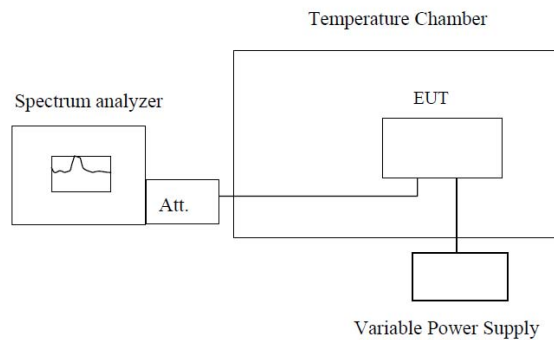 Temperature Chamber
Spectrum analyzer
EUT
Att.
Variable Power Supply